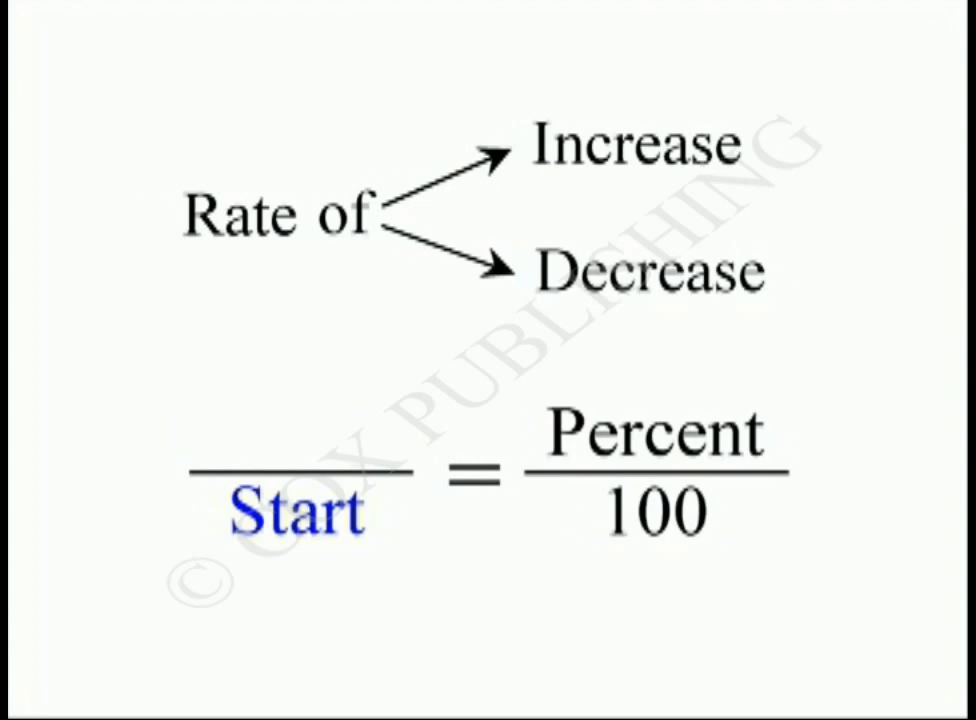 Increase
Rate of
Decrease
Percent
Start = 100
© COX PUBLISHING